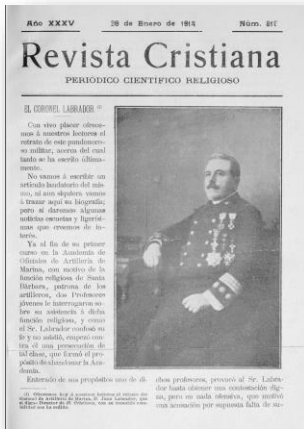 Año XXXV
28 de Enero de 1914
Núm. 817
Revista Cristiana
PERIÓDICO CIENTÍFICO RELIGIOSO
EL CORONEL LABRADOR (1)
Con vivo placer ofrece-
mos á nuestros lectores el
retrato de este pundonoro-
so militar, acerca del cual
tanto se ha escrito última-
mente.
No vamos á escribir un
artículo laudatorio del mis-
mo, ni aun siquiera vamos
á trazar aquí su biografía;
pero sí daremos algunas
noticias escuetas y ligerísi-
mas que creemos de in-
terés.
Ya al fin de su primer
curso en la Academia de
Oficiales de Artillería de
Marina, con motivo de la
función religiosa de Santa
Bárbara, patrona de los
artilleros, dos Profesores
jóvenes le interrogaron so-
bre su asistencia á dicha
función religiosa, y como
el Sr. Labrador confesó su
fe y no asistió, empezó con-
tra él una persecución de
tal clase, que formó el pro-
pósito de abandonar la Aca-
demia.
Enterado de sus propósitos uno de di-
chos profesores, provocó al Sr. Labra-
dor hasta obtener una contestación dig-
na, pero en nada ofensiva, que motivó
una acusación por supuesta falta de su-